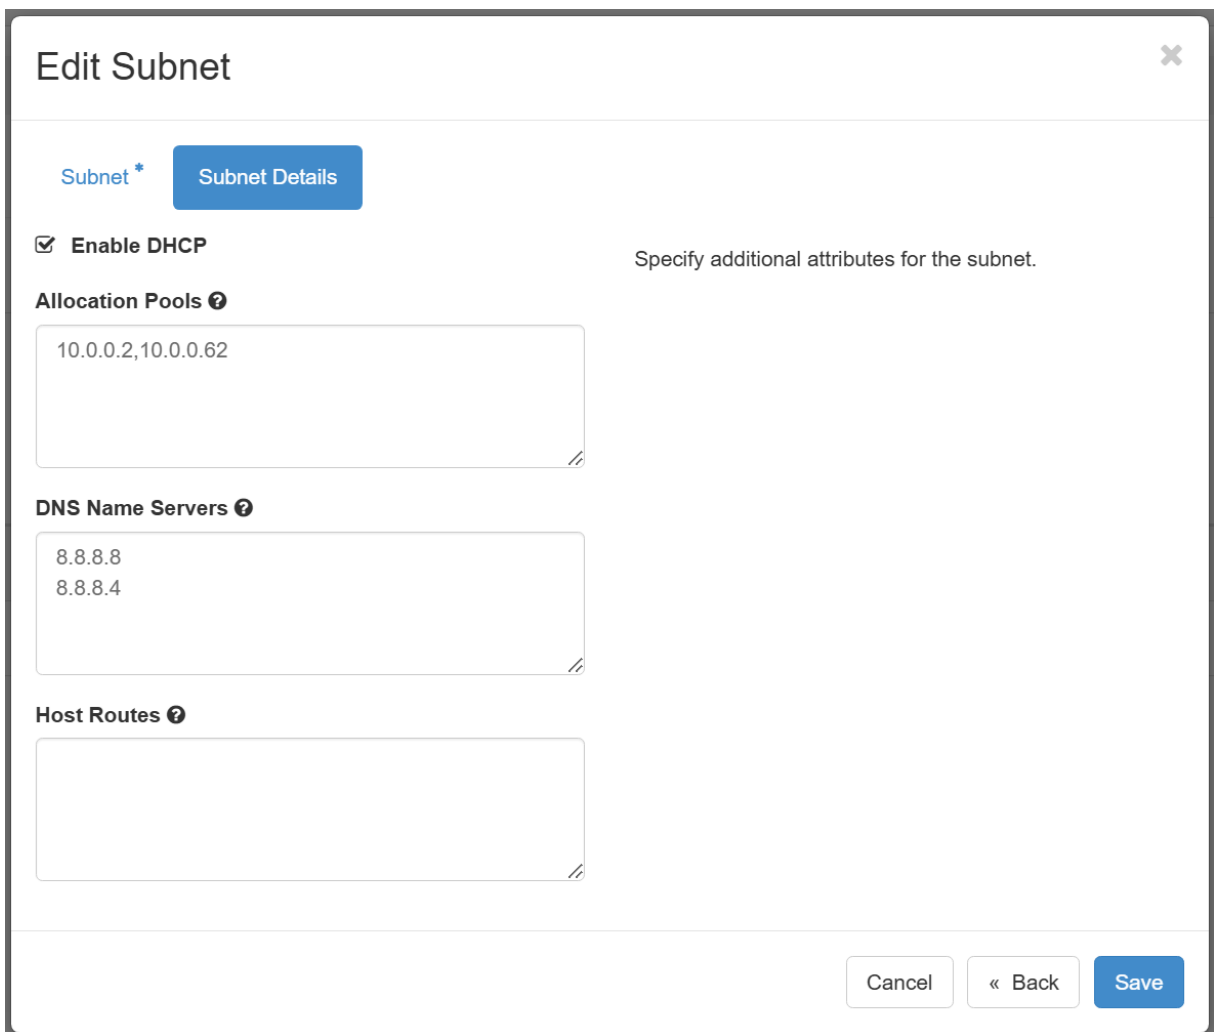 Edit Subnet
Subnet *
Subnet Details
Enable DHCP
Specify additional attributes for the subnet.
Allocation Pools
10.0.0.2,10.0.0.62
DNS Name Servers
8.8.8.8
8.8.8.4
Host Routes
Cancel
« Back
Save